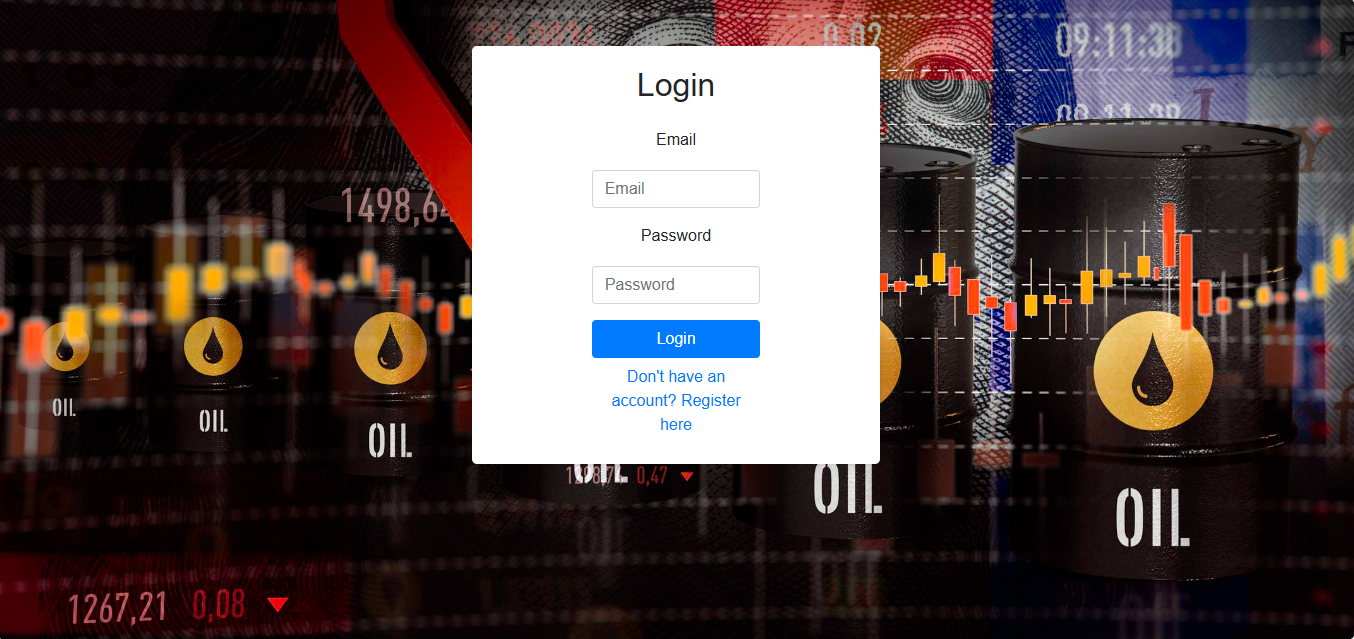 0.02
09:11:38
Login
Email
Email
1498,64
Password
Password
Login
Don't have an
account? Register
here
OIL
OIL
OIL
OIL
0,47
OIL
OIL
1267,21 0,08